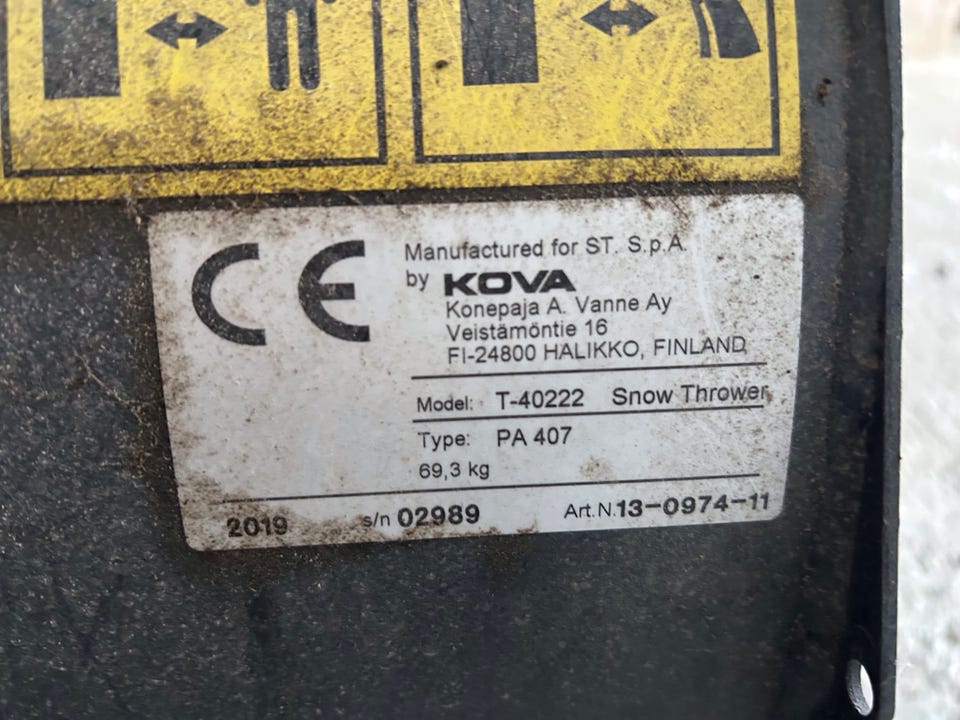 CE
Manufactured for ST. S.p.A.
by KOVA
Konepaja A. Vanne Ay
Veistämöntie 16
FI-24800 HALIKKO, FINLAND
Model: T-40222 Snow Thrower
Type: PA 407
69,3 kg
2019 s/n 02989 Art.N.13-0974-11